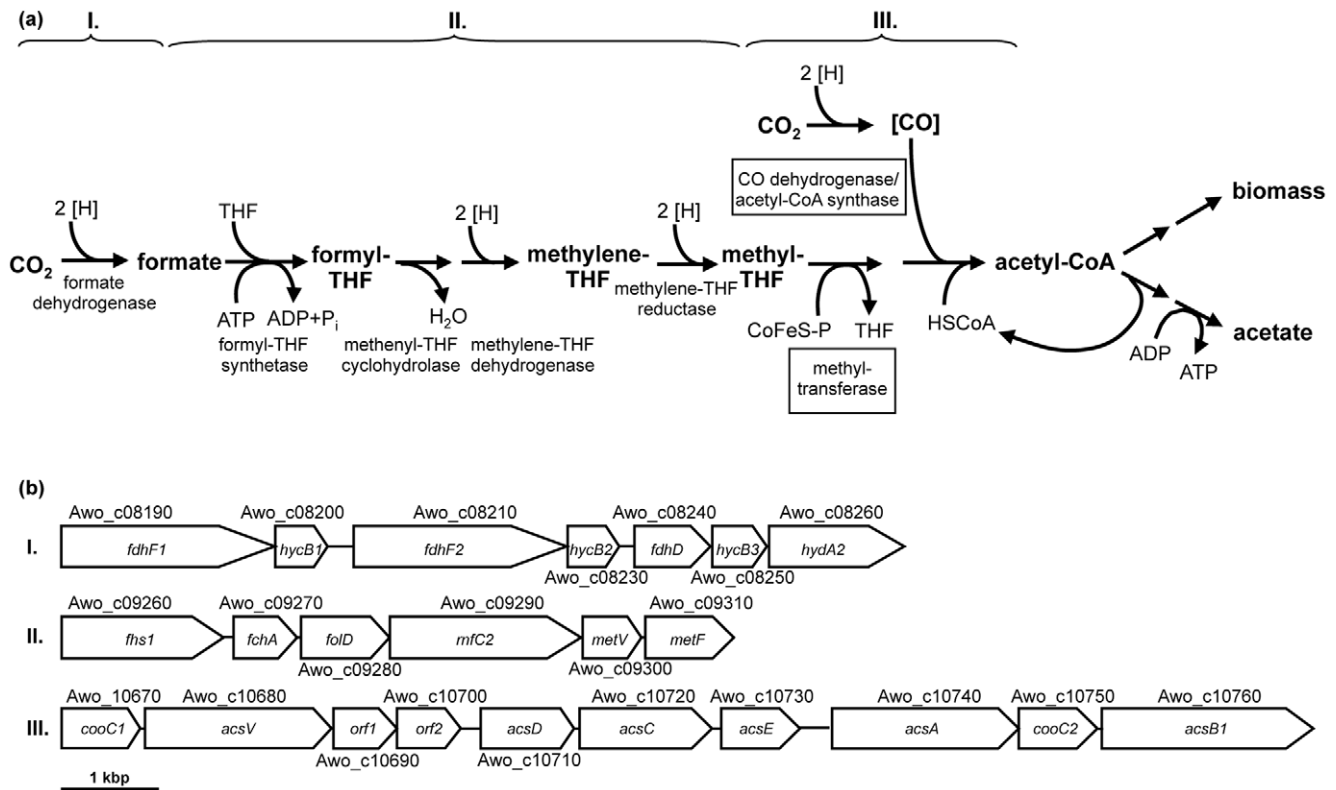 (a)
I.
II.
III.
2 [H]
CO₂
[CO]
CO dehydrogenase/
acetyl-CoA synthase
biomass
2 [H]
THF
2 [H]
2 [H]
CO₂
formate
formyl-
THF
methylene-
THF
methyl-
THF
acetyl-CoA
formate
dehydrogenase
methylene-THF
reductase
ATP
ADP+Pi
H₂O
CoFeS-P
THF
HSCoA
acetate
formyl-THF
synthetase
methenyl-THF
cyclohydrolase
methylene-THF
dehydrogenase
methyl-
transferase
ADP
ATP
(b)
Awo_c08190
Awo_c08200
Awo_c08210
Awo_c08240
Awo_c08260
I.
fdhF1
hycB1
fdhF2
hycB2
fdhD
hycB3
hydA2
Awo_c08230
Awo_c08250
Awo_c09260
Awo_c09270
Awo_c09290
Awo_c09310
II.
fhs1
fchA
folD
rnfC2
metV
metF
Awo_c09280
Awo_c09300
Awo_10670
Awo_c10680
Awo_c10700
Awo_c10720
Awo_c10730
Awo_c10740
Awo_c10750
Awo_c10760
III.
cooC1
acsV
orf1
orf2
acsD
acsC
acsE
acsA
cooC2
acsB1
Awo_c10690
Awo_c10710
1 kbp